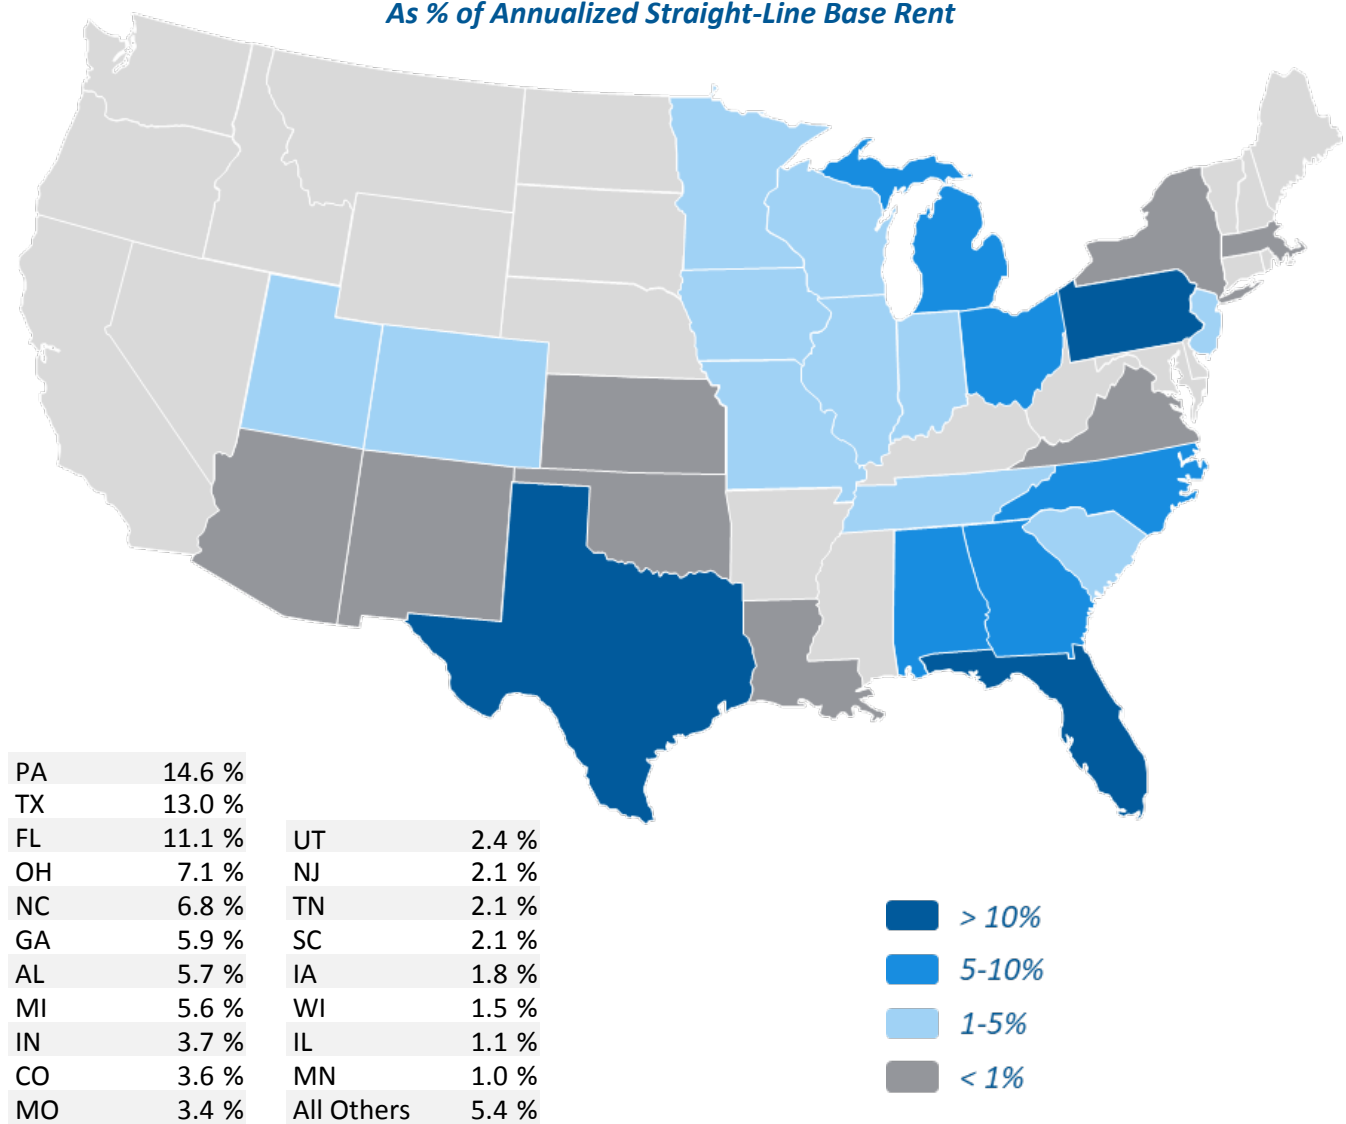 As % of Annualized Straight-Line Base Rent
PA 14.6 %
TX 13.0 %
FL 11.1 %
OH 7.1 %
NC 6.8 %
GA 5.9 %
AL 5.7 %
MI 5.6 %
IN 3.7 %
CO 3.6 %
MO 3.4 %
UT 2.4 %
NJ 2.1 %
TN 2.1 %
SC 2.1 %
IA 1.8 %
WI 1.5 %
IL 1.1 %
MN 1.0 %
All Others 5.4 %
> 10%
5-10%
1-5%
< 1%